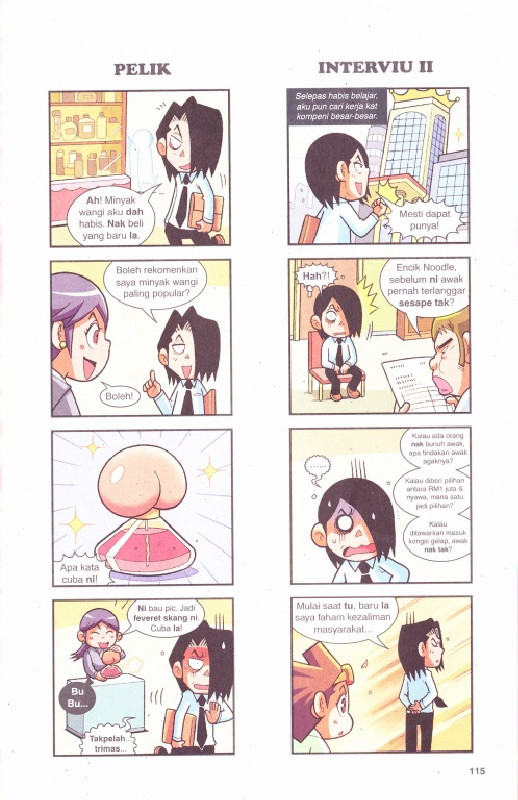 PELIK
Ah! Minyak
wangi aku dah
habis. Nak beli
yang baru la.
Boleh rekomenkan
saya minyak wangi
paling popular?
Boleh!
Apa kata
cuba ni!
Ni bau pic. Jadi
feveret skang ni.
Cuba la!
Bu
Bu...
Takpelah...
trimas...
INTERVIU II
Selepas habis belajar,
aku pun cari kerja kat
kompeni besar-besar.
Mesti dapat
punya!
Hah?!
Encik Noodle,
sebelum ni awak
pernah terlanggar
sesape tak?
......
Kalau ada orang
nak bunuh awak,
apa tindakan awak
agaknya?
Kalau diberi pilihan
antara RM1 juta &
nyawa, mana satu
jadi pilihan?
Kalau
ditawarkan masuk
kongsi gelap, awak
nak tak?
Mulai saat tu, baru la
saya faham kezaliman
masyarakat...
115